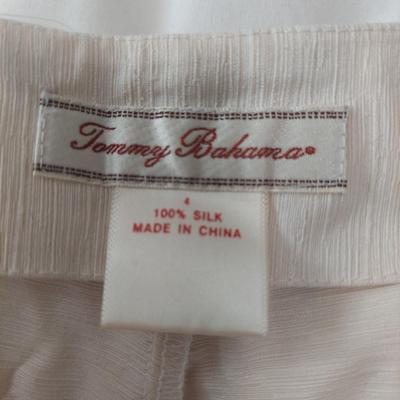 Tommy Bahama®
4
100% SILK
MADE IN CHINA